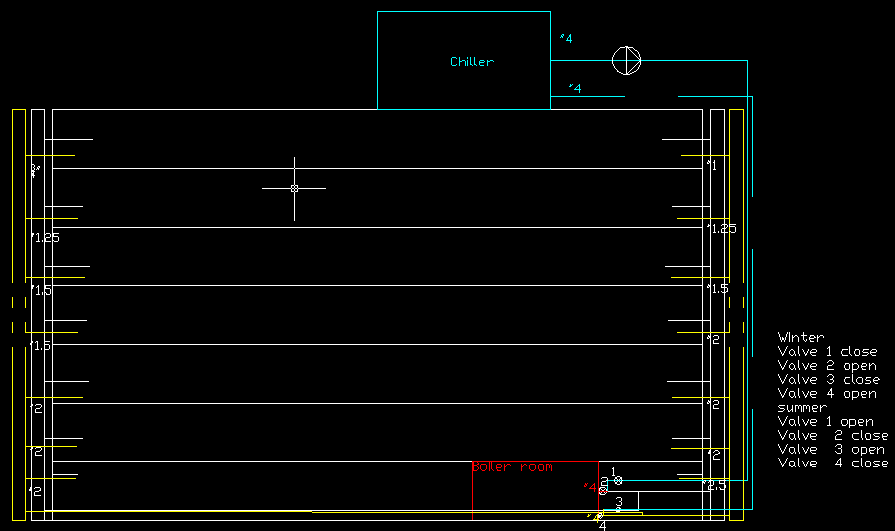 "4
Chiller
"4
"1
"1.25
"1.25
"1.5
"1.5
"2
"1.5
"2
"2
"2
"2
"2
"2.5
Boiler room
"4
1
2
3
"4
4
WInter
Valve 1 close
Valve 2 open
Valve 3 close
Valve 4 open
summer
Valve 1 open
Valve 2 close
Valve 3 open
Valve 4 close